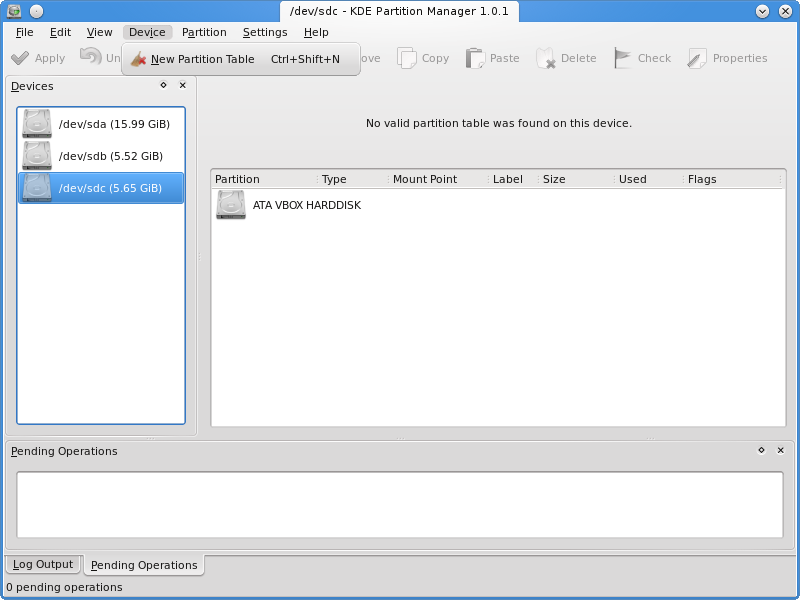 /dev/sdc - KDE Partition Manager 1.0.1
File Edit View Device Partition Settings Help
Apply Un New Partition Table Ctrl+Shift+N ove Copy Paste Delete Check Properties
Devices
/dev/sda (15.99 GiB)
/dev/sdb (5.52 GiB)
/dev/sdc (5.65 GiB)
No valid partition table was found on this device.
Partition Type Mount Point Label Size Used Flags
ATA VBOX HARDDISK
Pending Operations
Log Output Pending Operations
0 pending operations